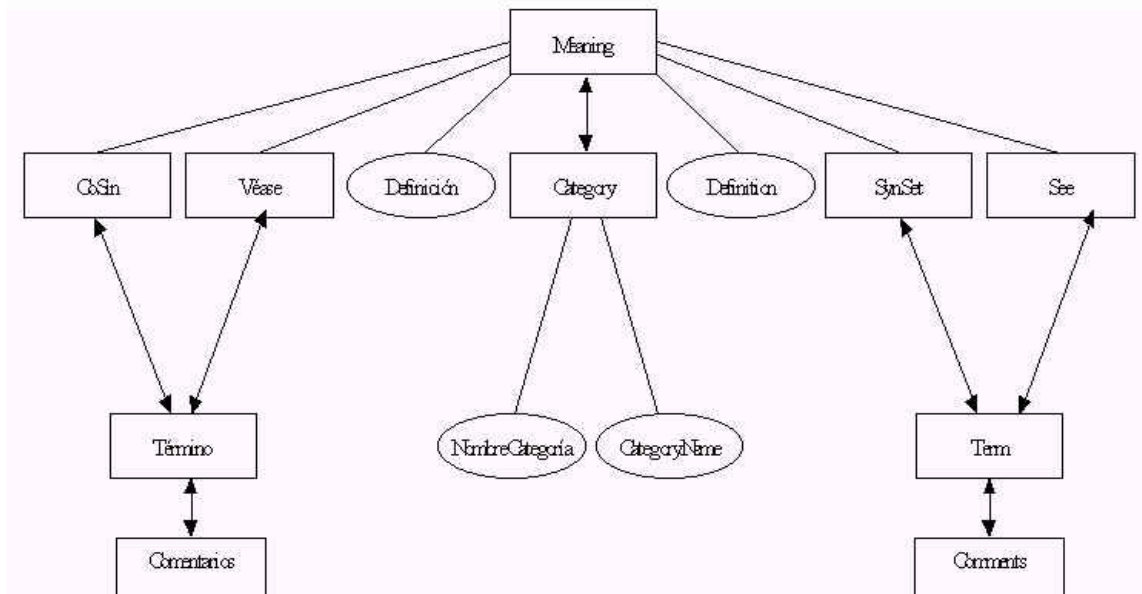 Meaning
CoSin
Véase
Definición
Category
Definition
SynSet
See
Término
NombreCategoría
CategoryName
Term
Comentarios
Comments